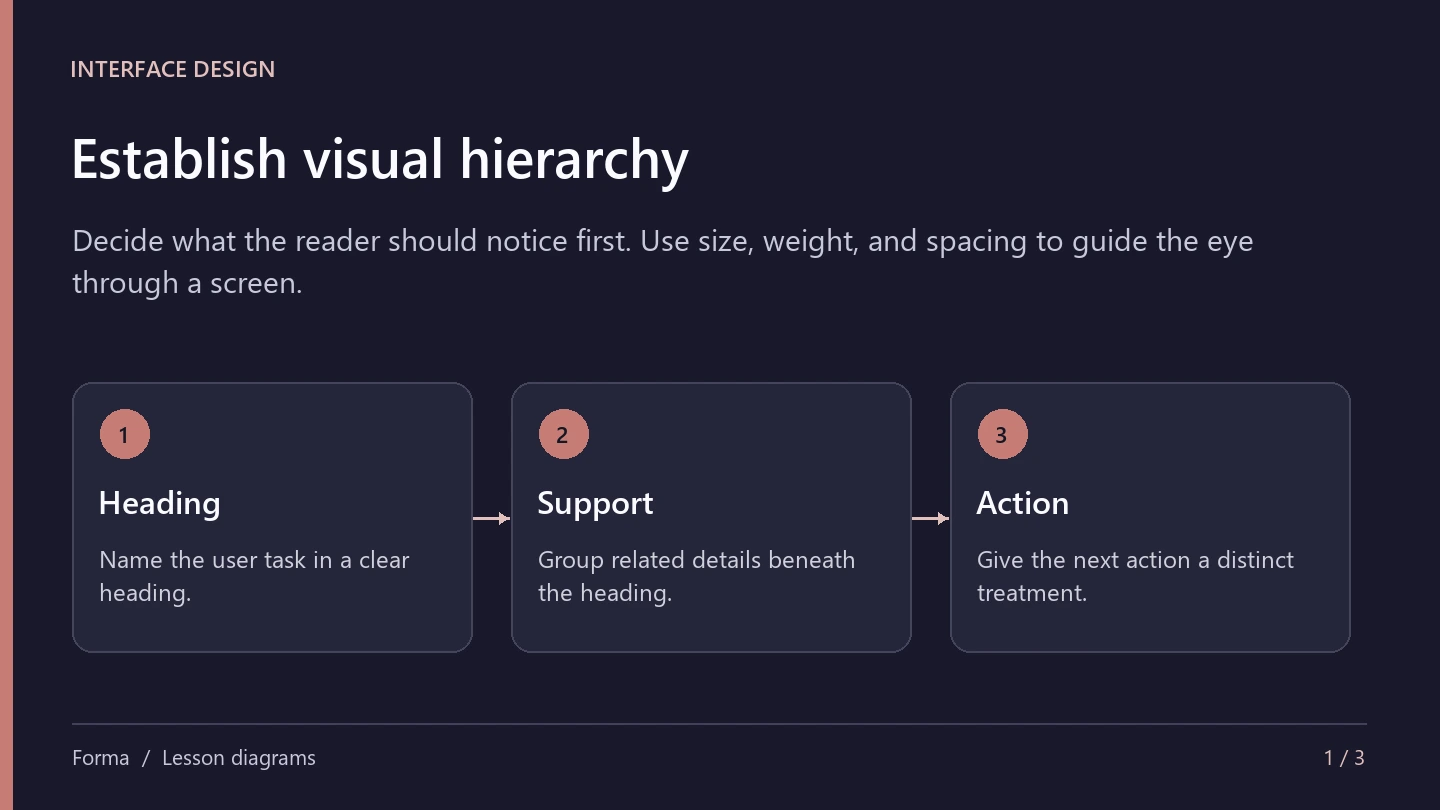 INTERFACE DESIGN
Establish visual hierarchy
Decide what the reader should notice first. Use size, weight, and spacing to guide the eye
through a screen.
1
Heading
Name the user task in a clear
heading.
2
Support
Group related details beneath
the heading.
3
Action
Give the next action a distinct
treatment.
Forma / Lesson diagrams
1 / 3